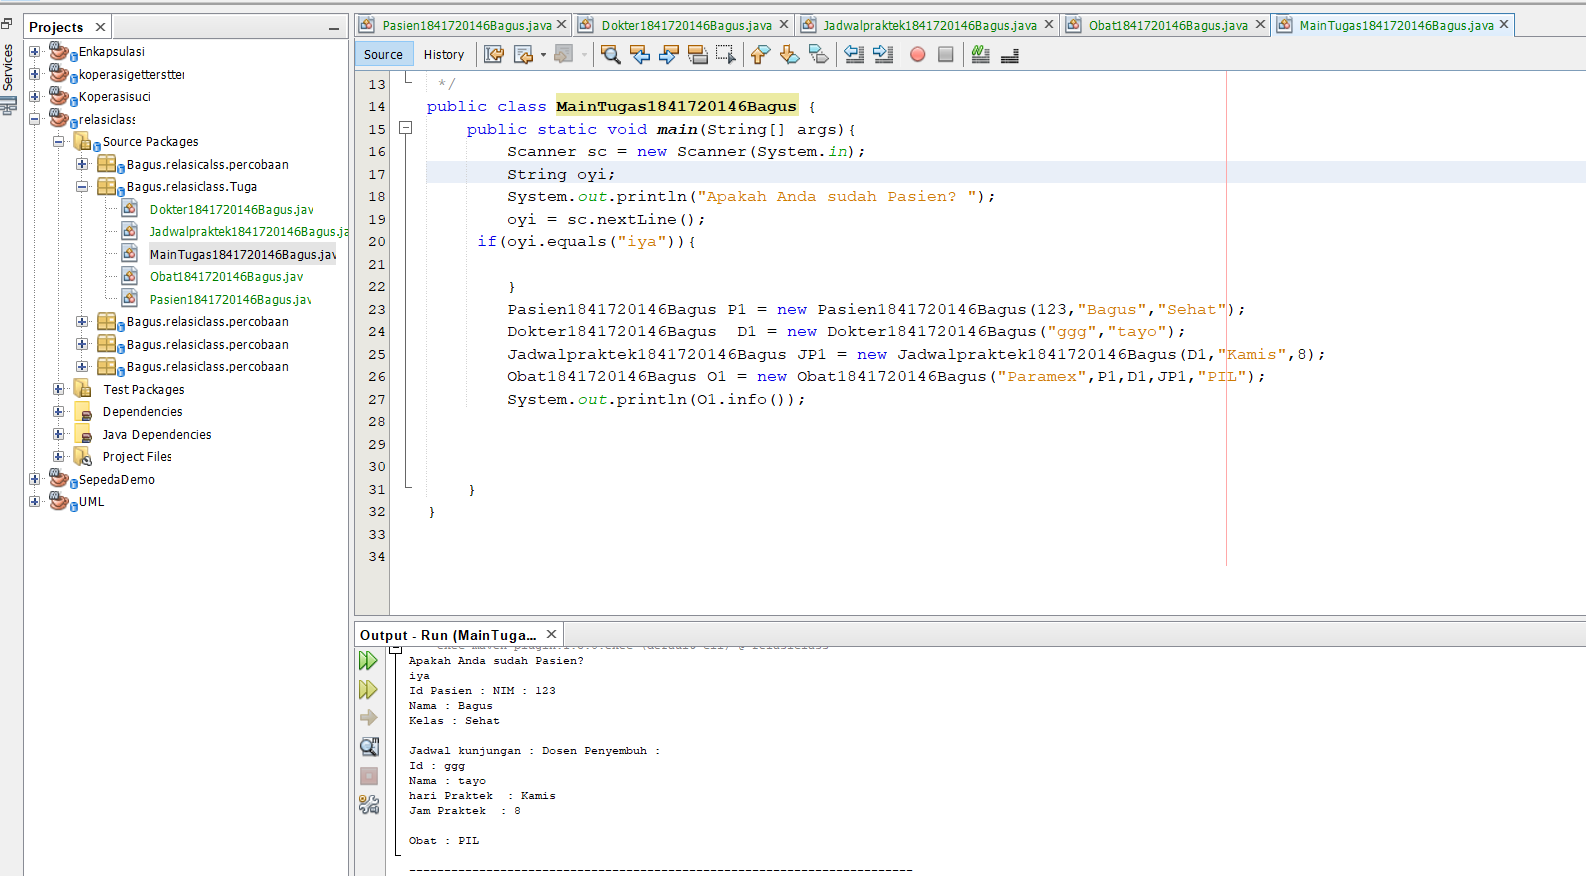 Services
Projects
Enkapsulasi
koperasigetterstter
Koperasisuci
relasiclass
Source Packages
Bagus.relasicalss.percobaan
Bagus.relasiclass.Tuga
Dokter1841720146Bagus.jav
Jadwalpraktek1841720146Bagus.ja
MainTugas1841720146Bagus.jav
Obat1841720146Bagus.jav
Pasien1841720146Bagus.jav
Bagus.relasiclass.percobaan
Bagus.relasiclass.percobaan
Bagus.relasiclass.percobaan
Test Packages
Dependencies
Java Dependencies
Project Files
SepedaDemo
UML
Pasien1841720146Bagus.java Dokter1841720146Bagus.java Jadwalpraktek1841720146Bagus.java Obat1841720146Bagus.java MainTugas1841720146Bagus.java
Source History
13 */
14 public class MainTugas1841720146Bagus {
15 public static void main(String[] args){
16 Scanner sc = new Scanner(System.in);
17 String oyi;
18 System.out.println("Apakah Anda sudah Pasien? ");
19 oyi = sc.nextLine();
20 if(oyi.equals("iya")){
21
22 }
23 Pasien1841720146Bagus P1 = new Pasien1841720146Bagus(123,"Bagus","Sehat");
24 Dokter1841720146Bagus  D1 = new Dokter1841720146Bagus("ggg","tayo");
25 Jadwalpraktek1841720146Bagus JP1 = new Jadwalpraktek1841720146Bagus(D1,"Kamis",8);
26 Obat1841720146Bagus O1 = new Obat1841720146Bagus("Paramex",P1,D1,JP1,"PIL");
27 System.out.println(O1.info());
28
29
30
31 }
32 }
33
34
Output - Run (MainTuga...
Apakah Anda sudah Pasien?
iya
Id Pasien : NIM : 123
Nama : Bagus
Kelas : Sehat
Jadwal kunjungan : Dosen Penyembuh :
Id : ggg
Nama : tayo
hari Praktek  : Kamis
Jam Praktek  : 8
Obat : PIL
------------------------------------------------------------------------